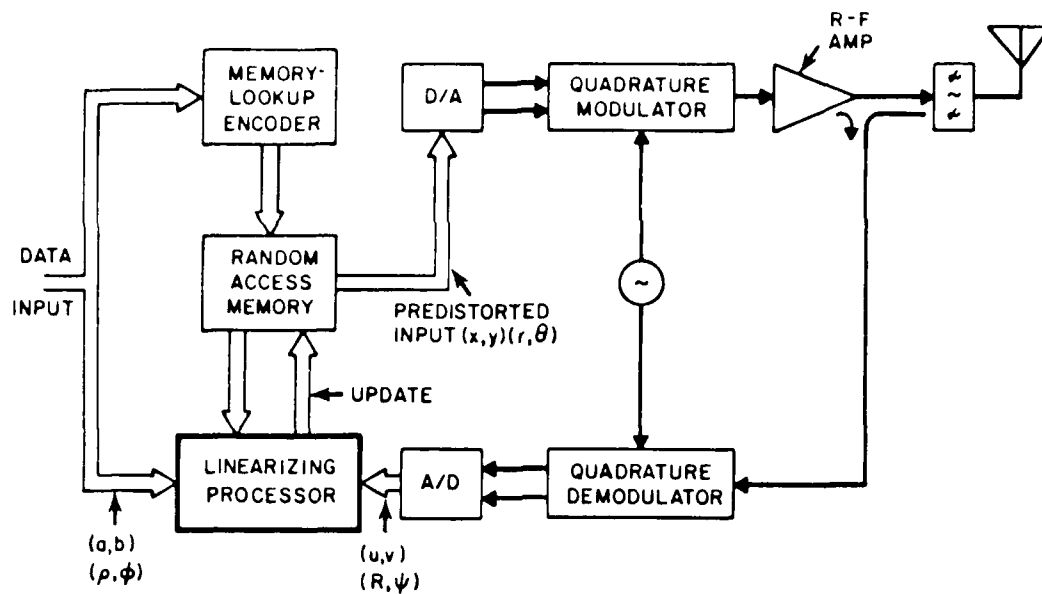 R-F
AMP
MEMORY-
LOOKUP
ENCODER
D/A
QUADRATURE
MODULATOR
∝
~
∝
DATA
INPUT
RANDOM
ACCESS
MEMORY
PREDISTORTED
INPUT (x,y)(r,θ)
~
UPDATE
LINEARIZING
PROCESSOR
A/D
QUADRATURE
DEMODULATOR
(a,b)
(ρ,φ)
(u,v)
(R,ψ)